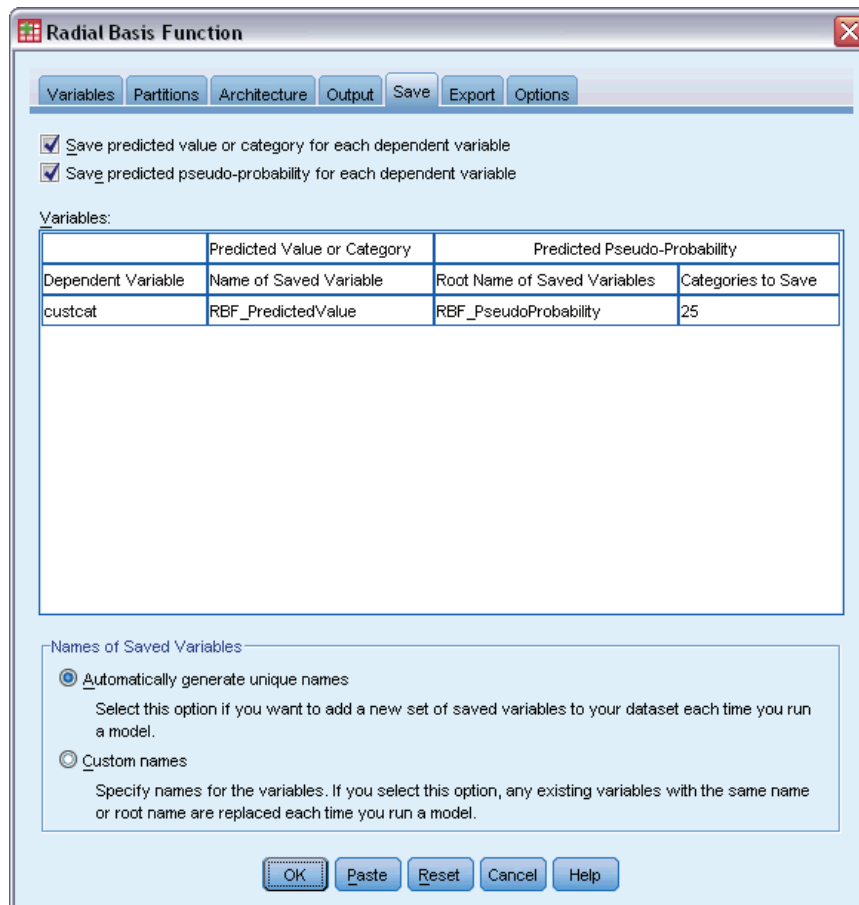 Radial Basis Function
Variables Partitions Architecture Output Save Export Options
Save predicted value or category for each dependent variable
Save predicted pseudo-probability for each dependent variable
Variables:
Predicted Value or Category Predicted Pseudo-Probability
Dependent Variable Name of Saved Variable Root Name of Saved Variables Categories to Save
custcat RBF_PredictedValue RBF_PseudoProbability 25
Names of Saved Variables
Automatically generate unique names
Select this option if you want to add a new set of saved variables to your dataset each time you run
a model.
Custom names
Specify names for the variables. If you select this option, any existing variables with the same name
or root name are replaced each time you run a model.
OK Paste Reset Cancel Help